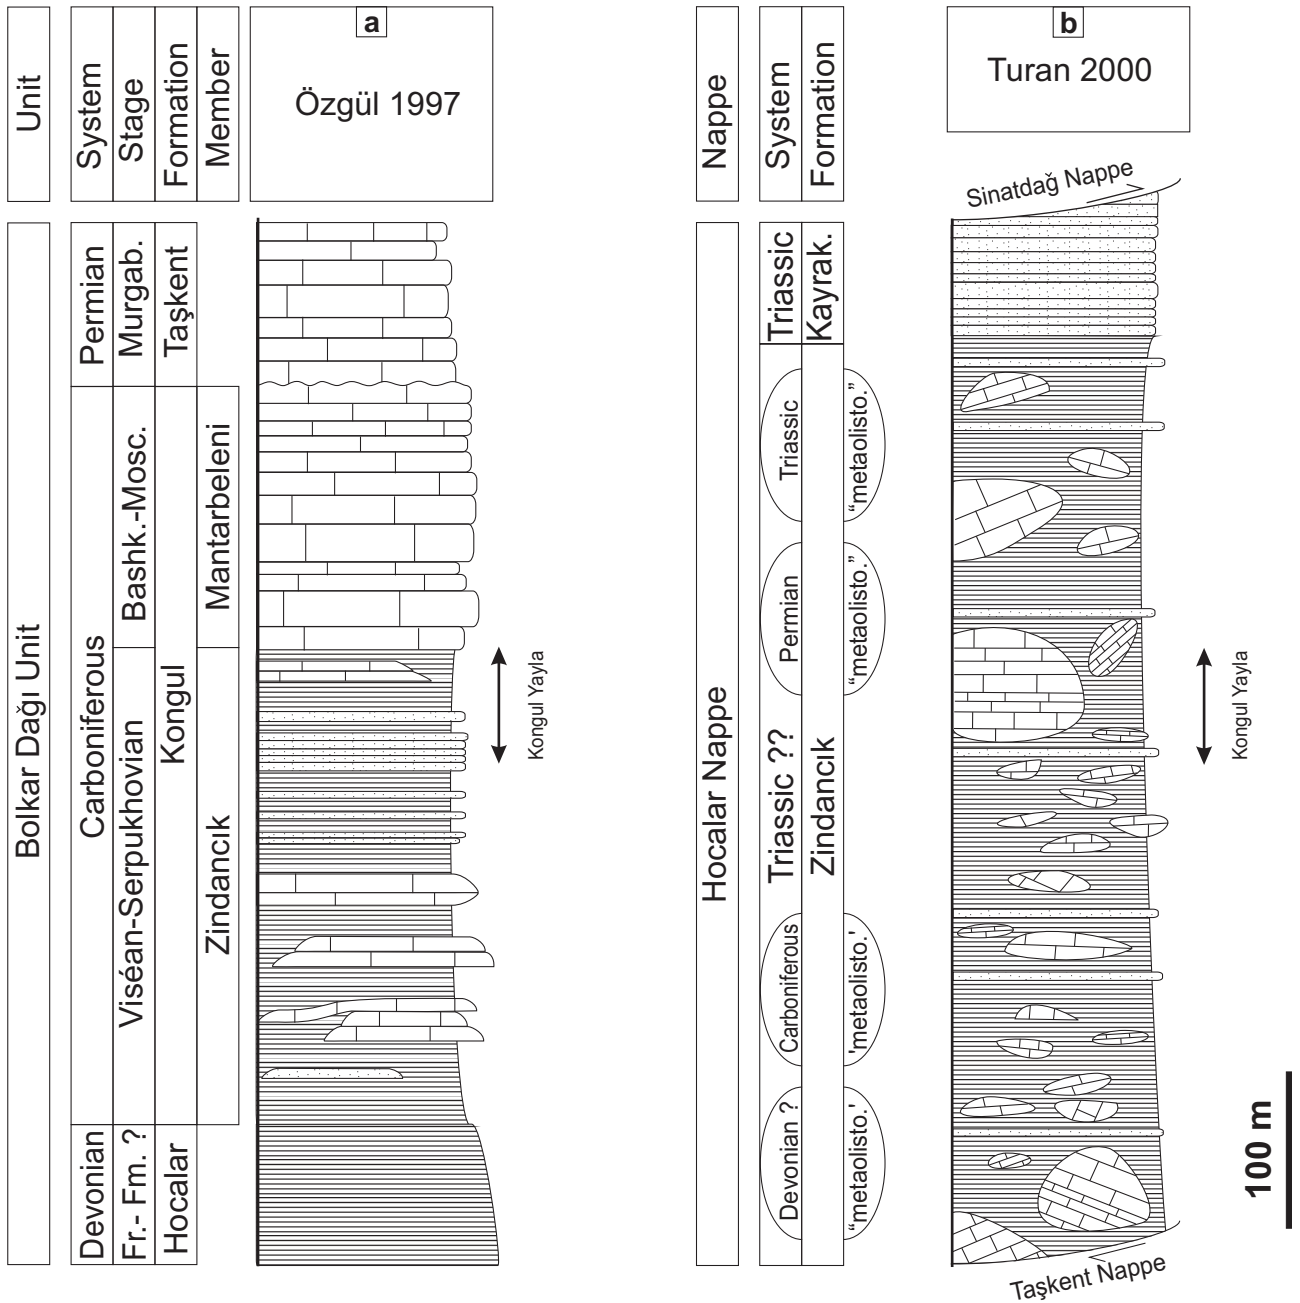 a
Özgül 1997
Unit
System
Stage
Formation
Member
Bolkar Dağı Unit
Permian
Murgab.
Taşkent
Carboniferous
Bashk.-Mosc.
Kongul
Mantarbeleni
Viséan-Serpukhovian
Zindancık
Devonian
Fr.- Fm. ?
Hocalar
Kongul Yayla
b
Turan 2000
Nappe
System
Formation
Sinatdağ Nappe
Hocalar Nappe
Triassic
Kayrak.
Triassic
“metaolisto.”
Permian
“metaolisto.”
Triassic ??
Zindancık
Carboniferous
'metaolisto.'
Devonian ?
“metaolisto.'
Kongul Yayla
Taşkent Nappe
100 m